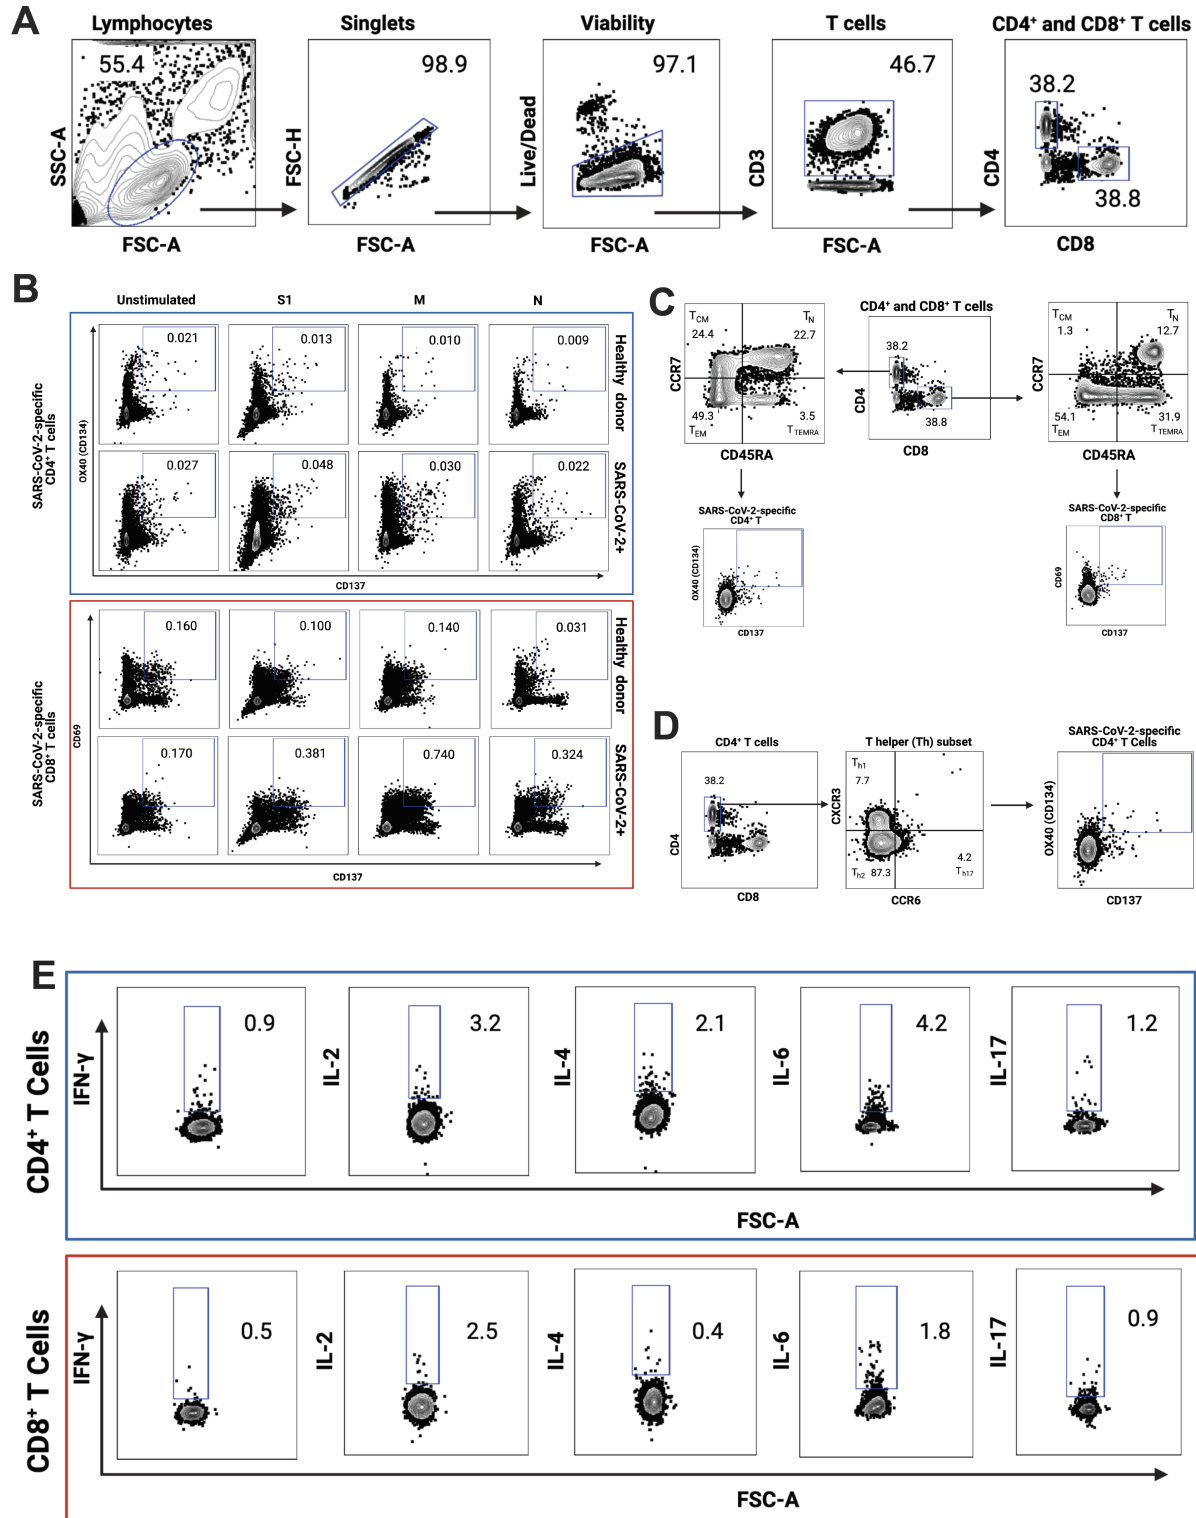 A
Lymphocytes
Singlets
Viability
T cells
CD4+ and CD8+ T cells
55.4
98.9
97.1
46.7
38.2
38.8
SSC-A
FSC-H
Live/Dead
CD3
CD4
FSC-A
FSC-A
FSC-A
FSC-A
CD8
B
Unstimulated
S1
M
N
SARS-CoV-2-specific
CD4+ T cells
OX40 (CD134)
0.021
0.013
0.010
0.009
Healthy donor
0.027
0.048
0.030
0.022
SARS-CoV-2+
CD137
SARS-CoV-2-specific
CD8+ T cells
CD69
0.160
0.100
0.140
0.031
Healthy donor
0.170
0.381
0.740
0.324
SARS-CoV-2+
CD137
C
CD4+ and CD8+ T cells
TCM
24.4
TN
22.7
49.3
TEM
3.5
TTEMRA
CCR7
CD45RA
38.2
38.8
CD4
CD8
TCM
1.3
TN
12.7
54.1
TEM
31.9
TTEMRA
CCR7
CD45RA
SARS-CoV-2-specific
CD4+ T
OX40 (CD134)
CD137
SARS-CoV-2-specific
CD8+ T
CD69
CD137
D
CD4+ T cells
38.2
CD4
CD8
T helper (Th) subset
Th1
7.7
Th2 87.3
4.2
Th17
CXCR3
CCR6
SARS-CoV-2-specific
CD4+ T Cells
OX40 (CD134)
CD137
E
CD4+ T Cells
IFN-γ
0.9
IL-2
3.2
IL-4
2.1
IL-6
4.2
IL-17
1.2
FSC-A
CD8+ T Cells
IFN-γ
0.5
IL-2
2.5
IL-4
0.4
IL-6
1.8
IL-17
0.9
FSC-A